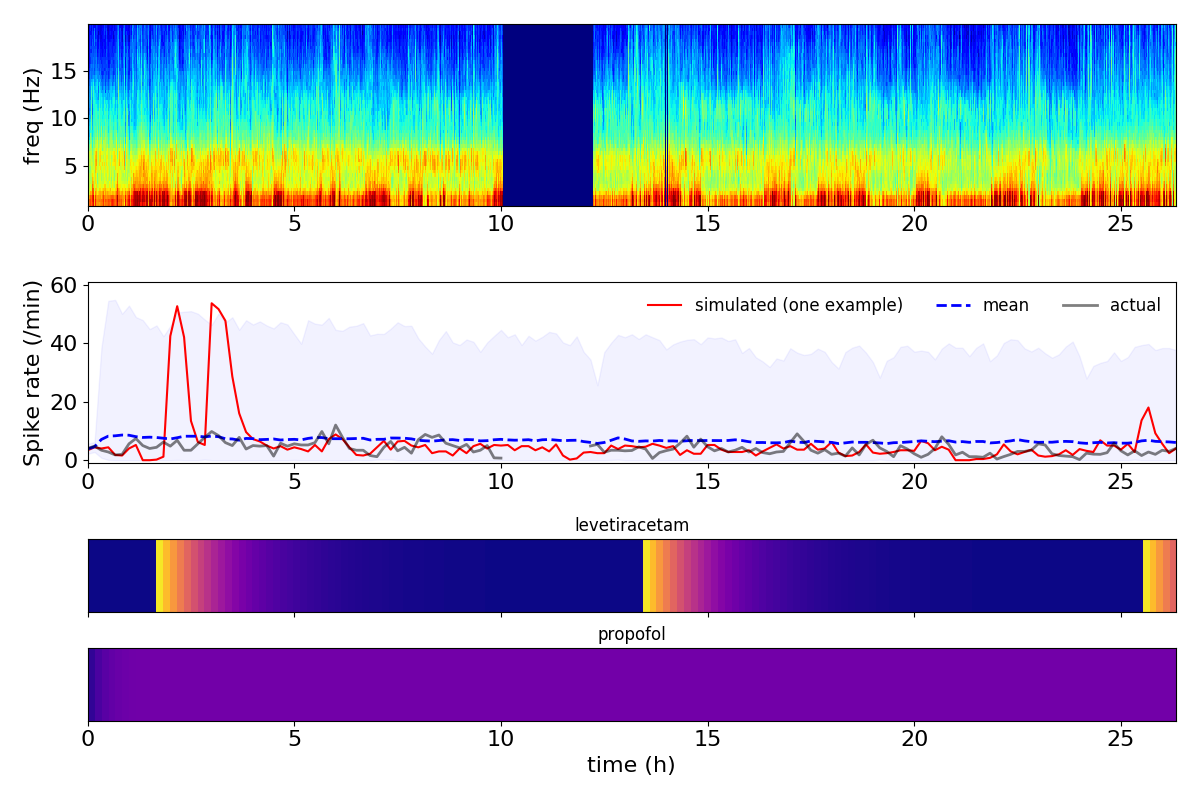 freq (Hz)
15
10
5
0 5 10 15 20 25
Spike rate (/min)
60
40
20
0
simulated (one example) mean actual
0 5 10 15 20 25
levetiracetam
propofol
0 5 10 15 20 25
time (h)